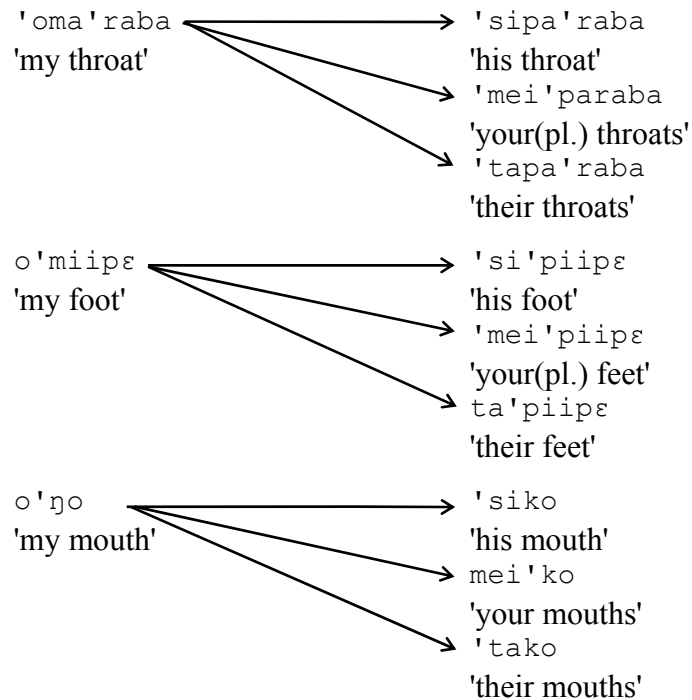 'oma'raba
'my throat'
'sipa'raba
'his throat'
'mei'paraba
'your(pl.) throats'
'tapa'raba
'their throats'
o'miipɛ
'my foot'
'si'piipɛ
'his foot'
'mei'piipɛ
'your(pl.) feet'
ta'piipɛ
'their feet'
o'ŋo
'my mouth'
'siko
'his mouth'
mei'ko
'your mouths'
'tako
'their mouths'